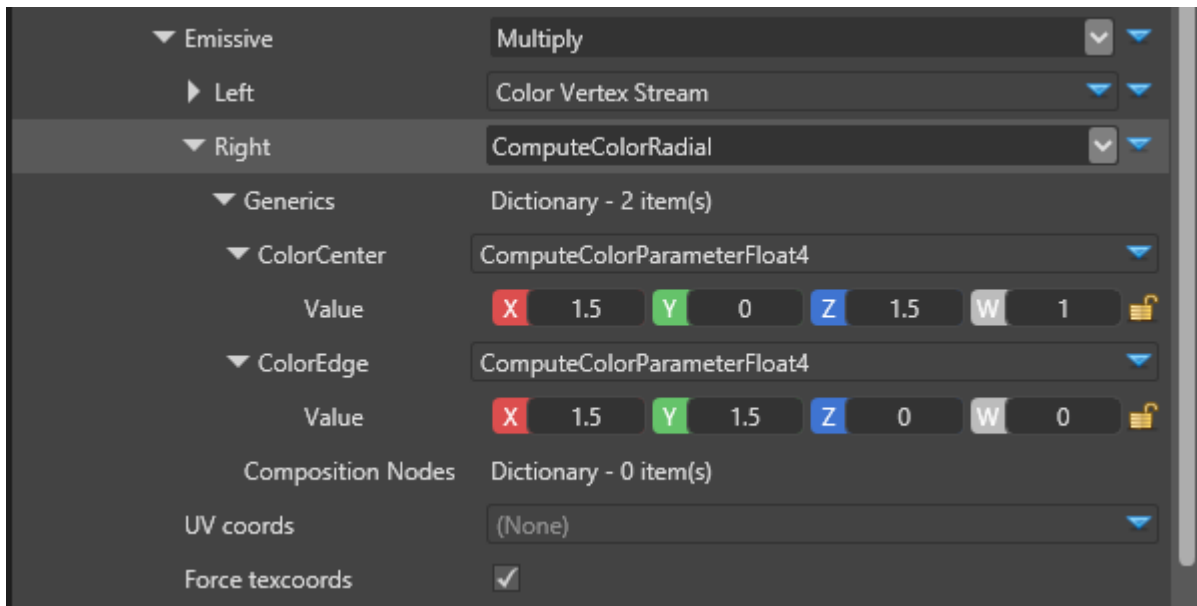 Emissive Multiply
Left Color Vertex Stream
Right ComputeColorRadial
Generics Dictionary - 2 item(s)
ColorCenter ComputeColorParameterFloat4
Value X 1.5 Y 0 Z 1.5 W 1
ColorEdge ComputeColorParameterFloat4
Value X 1.5 Y 1.5 Z 0 W 0
Composition Nodes Dictionary - 0 item(s)
UV coords (None)
Force texcoords